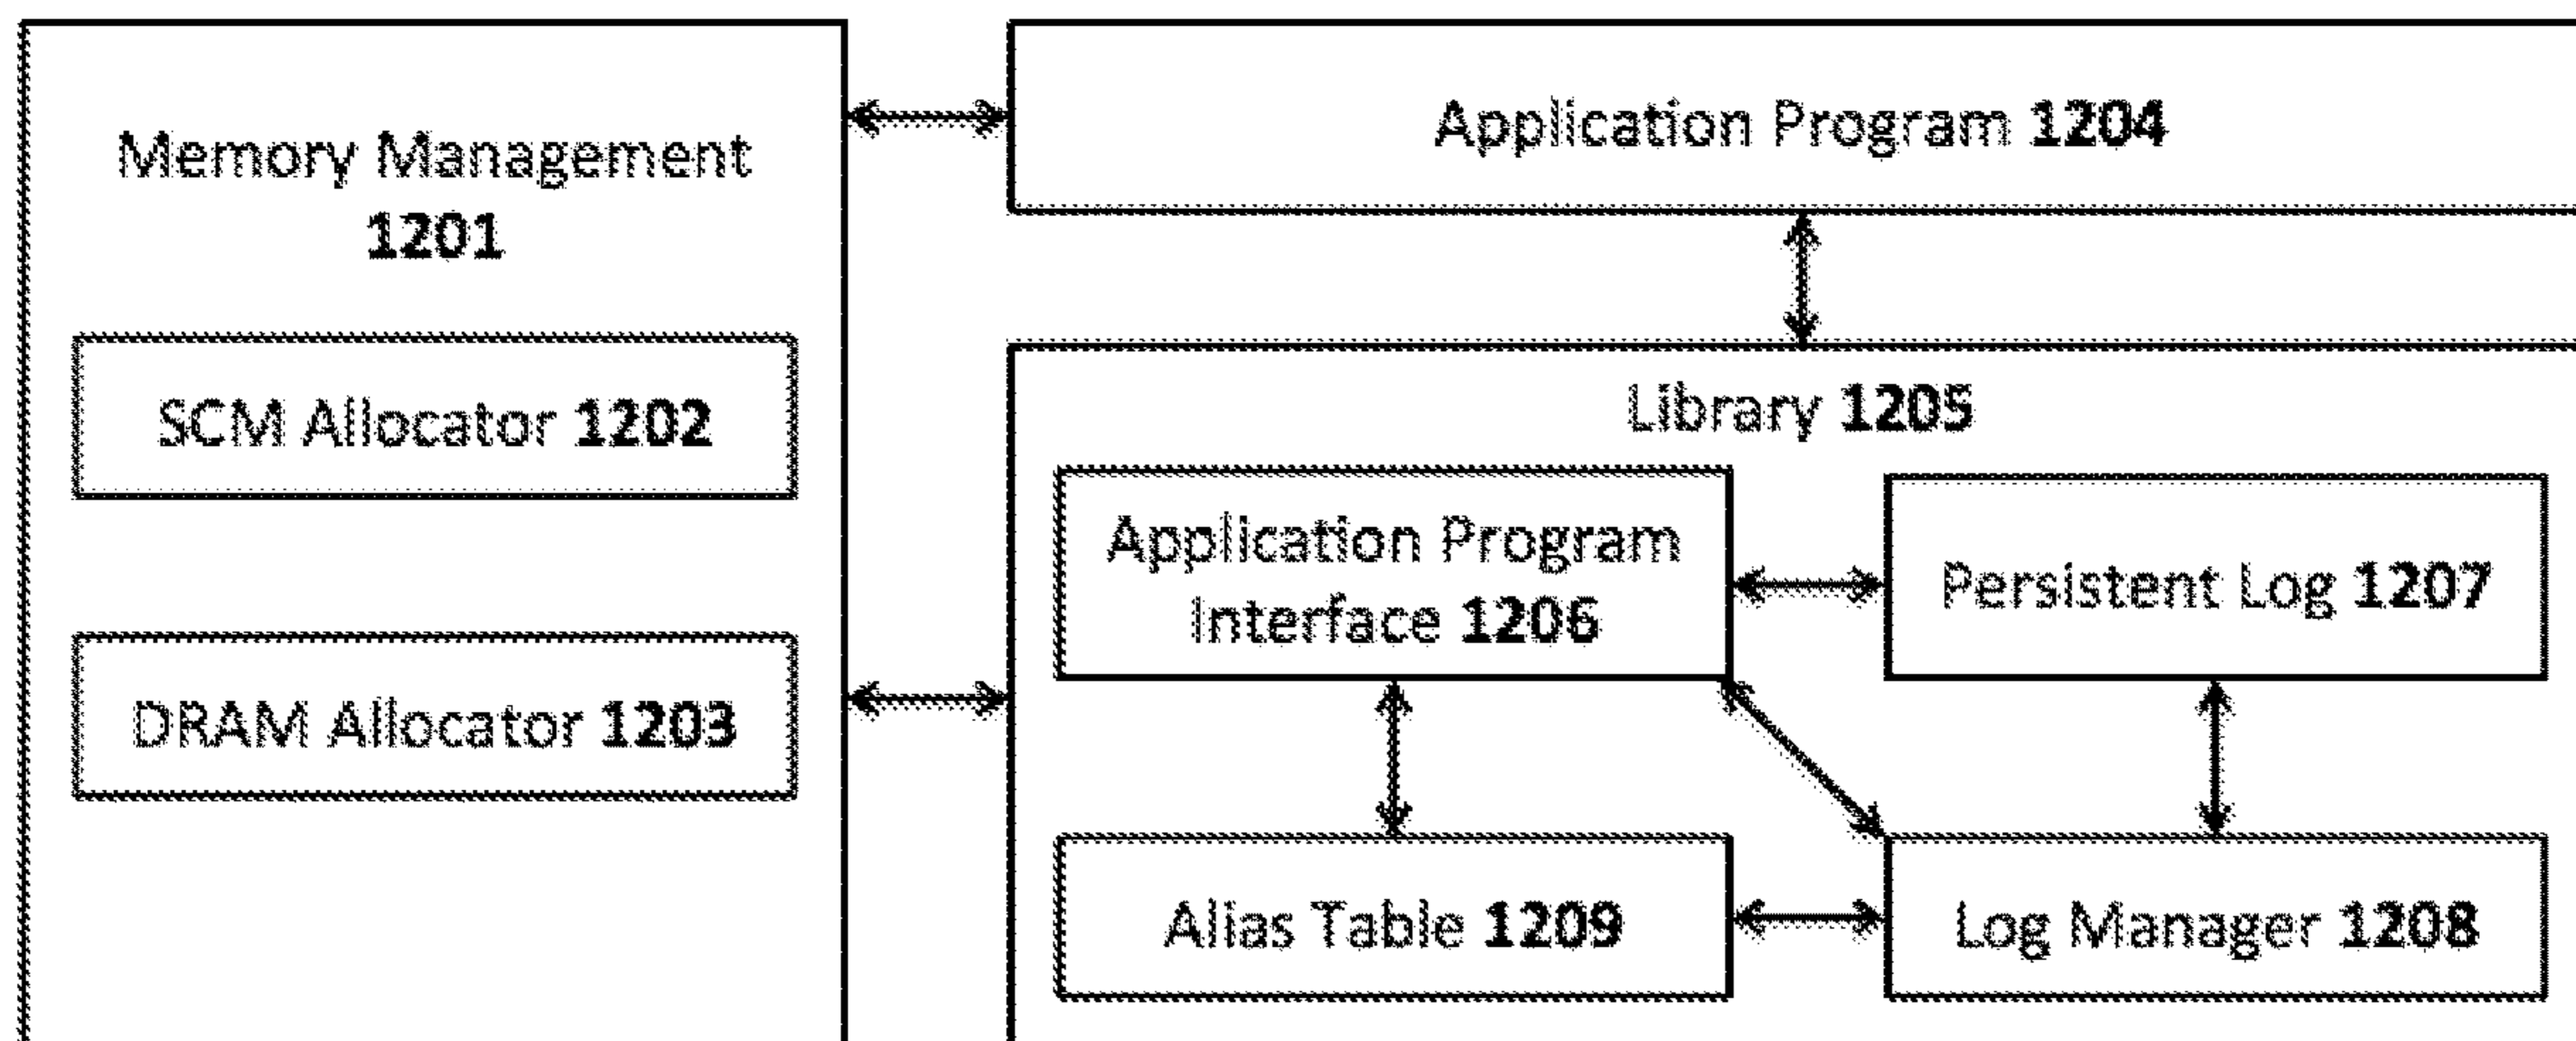 Memory Management
1201
SCM Allocator 1202
DRAM Allocator 1203
Application Program 1204
Library 1205
Application Program
Interface 1206
Persistent Log 1207
Alias Table 1209
Log Manager 1208